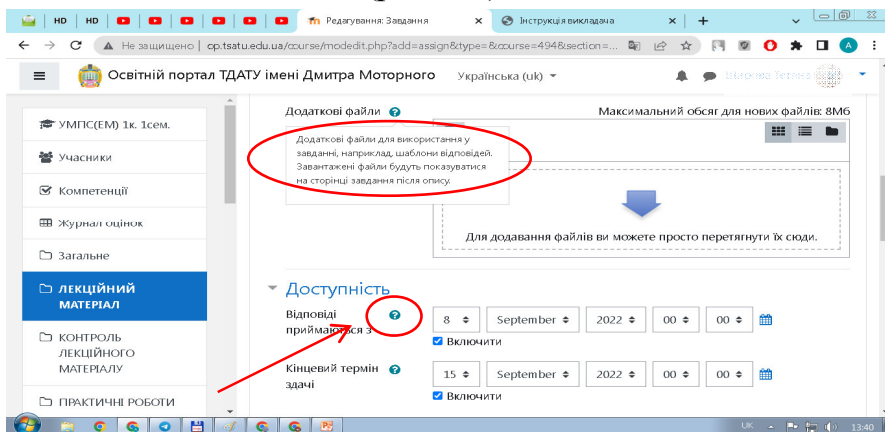 HD
HD
Редагування: Завдання
Інструкція викладача
Не защищено
cp.tsatu.edu.ua/course/modedit.php?add=assign&type=&course=494&section=...
A
Освітній портал ТДАТУ імені Дмитра Моторного
Українська (uk)
УМПС(ЕМ) 1к. 1сем.
Учасники
Компетенції
Журнал оцінок
Загальне
ЛЕКЦІЙНИЙ
МАТЕРІАЛ
КОНТРОЛЬ
ЛЕКЦІЙНОГО
МАТЕРІАЛУ
ПРАКТИЧНІ РОБОТИ
Додаткові файли
Максимальний обсяг для нових файлів: 8Мб
Додаткові файли для використання у
завданні, наприклад, шаблони відповідей.
Завантажені файли будуть показуватися
на сторінці завдання після опису.
Для додавання файлів ви можете просто перетягнути їх сюди.
Доступність
Відповіді
приймаються з
8 September 2022 00 00
Включити
Кінцевий термін
здачі
15 September 2022 00 00
Включити
UK
13:40